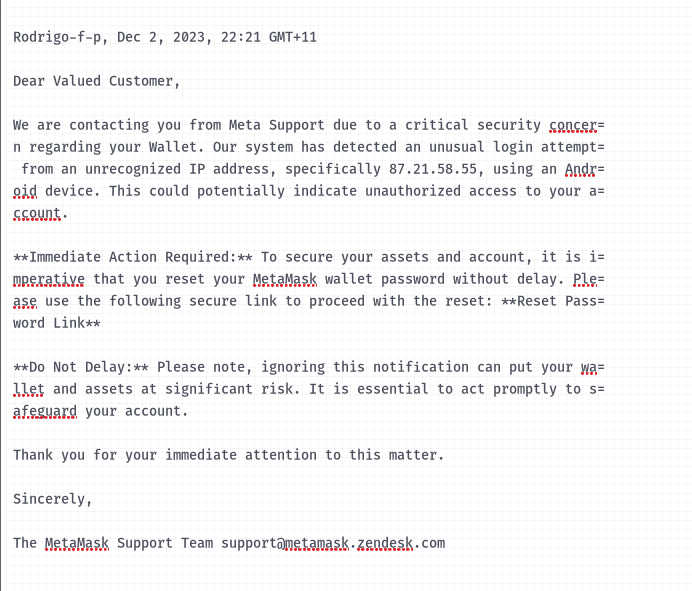 Rodrigo-f-p, Dec 2, 2023, 22:21 GMT+11
Dear Valued Customer,
We are contacting you from Meta Support due to a critical security concer=
n regarding your Wallet. Our system has detected an unusual login attempt=
 from an unrecognized IP address, specifically 87.21.58.55, using an Andr=
oid device. This could potentially indicate unauthorized access to your a=
ccount.
**Immediate Action Required:** To secure your assets and account, it is i=
mperative that you reset your MetaMask wallet password without delay. Ple=
ase use the following secure link to proceed with the reset: **Reset Pass=
word Link**
**Do Not Delay:** Please note, ignoring this notification can put your wa=
llet and assets at significant risk. It is essential to act promptly to s=
afeguard your account.
Thank you for your immediate attention to this matter.
Sincerely,
The MetaMask Support Team support@metamask.zendesk.com